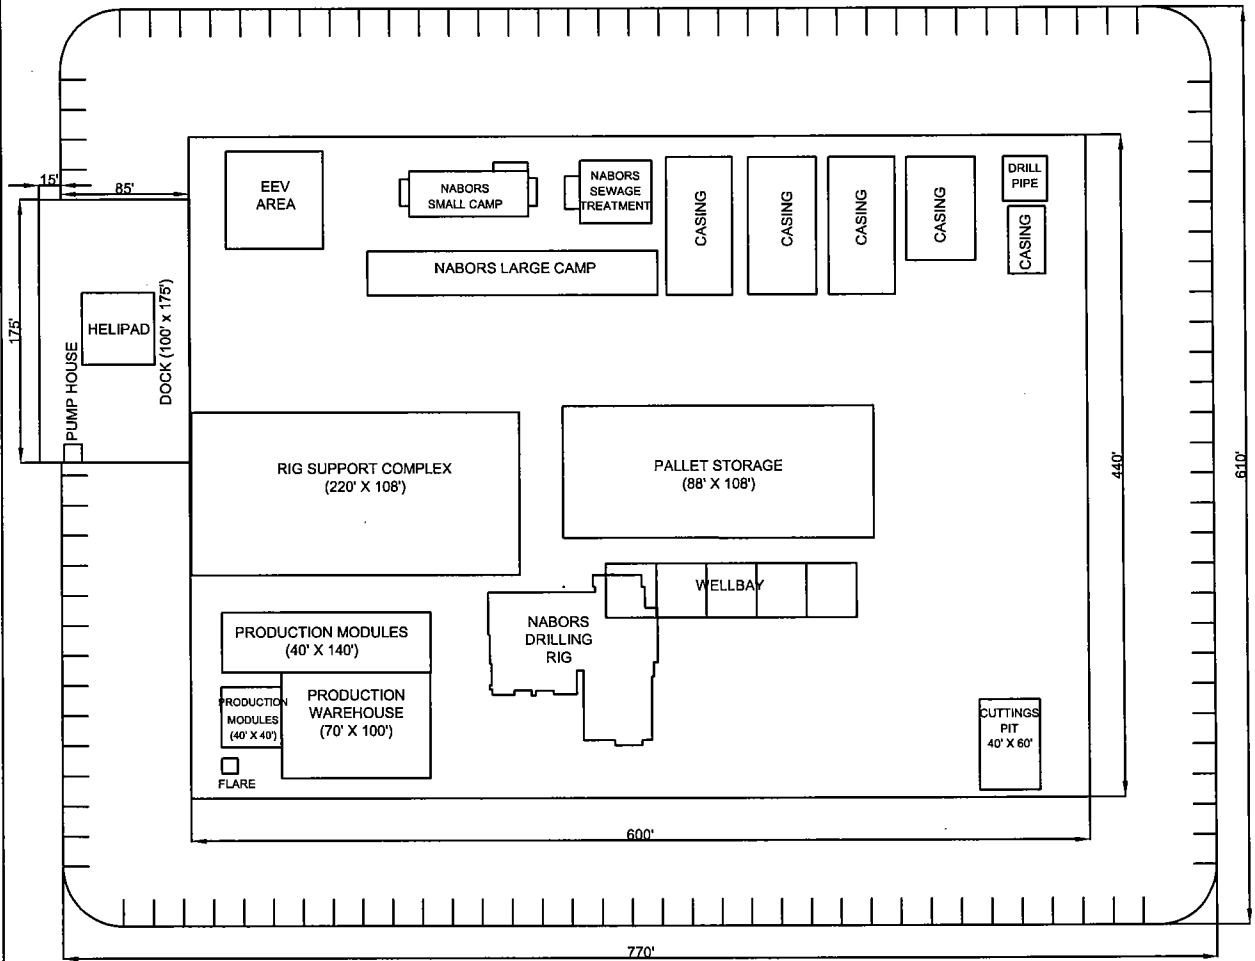 15'
85'
175'
EEV
AREA
NABORS
SMALL CAMP
NABORS
SEWAGE
TREATMENT
CASING
CASING
CASING
CASING
DRILL
PIPE
CASING
NABORS LARGE CAMP
HELIPAD
DOCK (100' x 175')
PUMP HOUSE
RIG SUPPORT COMPLEX
(220' X 108')
PALLET STORAGE
(88' X 108')
440'
610'
WELLBAY
NABORS
DRILLING
RIG
PRODUCTION MODULES
(40' X 140')
PRODUCTION
MODULES
(40' X 40')
PRODUCTION
WAREHOUSE
(70' X 100')
FLARE
CUTTINGS
PIT
40' X 60'
600'
770'